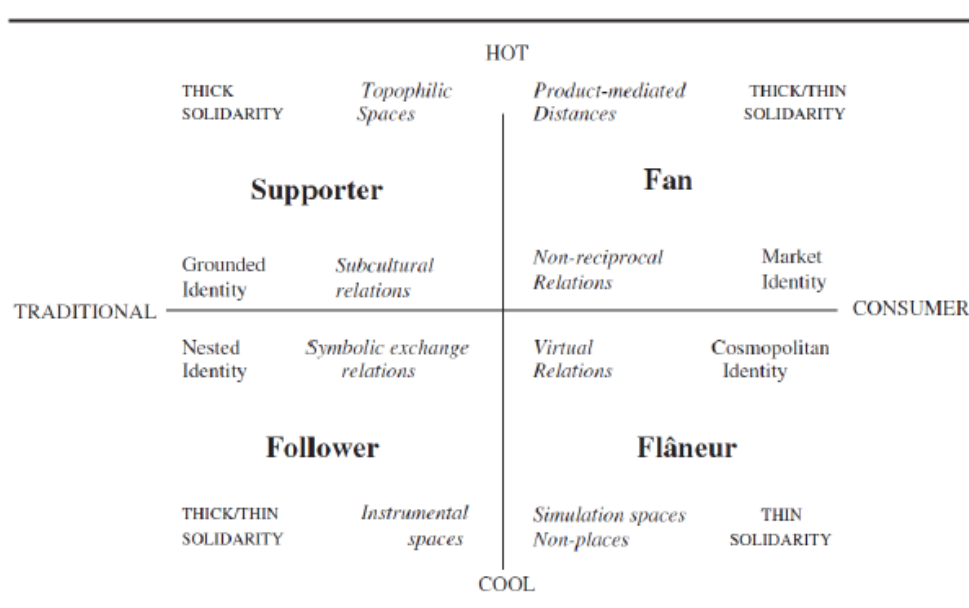 HOT
THICK SOLIDARITY
Topophilic Spaces
Product-mediated Distances
THICK/THIN SOLIDARITY
Supporter
Fan
Grounded Identity
Subcultural relations
Non-reciprocal Relations
Market Identity
TRADITIONAL
CONSUMER
Nested Identity
Symbolic exchange relations
Virtual Relations
Cosmopolitan Identity
Follower
Flâneur
THICK/THIN SOLIDARITY
Instrumental spaces
Simulation spaces Non-places
THIN SOLIDARITY
COOL